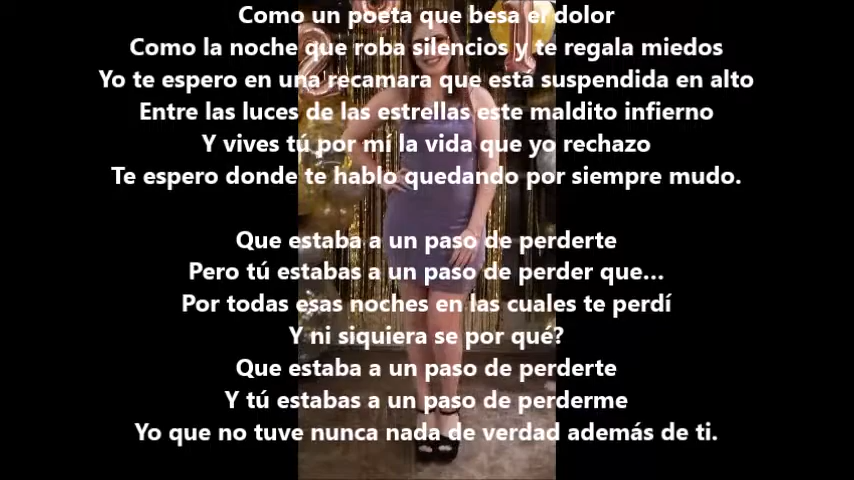 Como un poeta que besa el dolor
Como la noche que roba silencios y te regala miedos
Yo te espero en una recamara que está suspendida en alto
Entre las luces de las estrellas este maldito infierno
Y vives tú por mí la vida que yo rechazo
Te espero donde te hablo quedando por siempre mudo.
Que estaba a un paso de perderte
Pero tú estabas a un paso de perder que...
Por todas esas noches en las cuales te perdí
Y ni siquiera se por qué?
Que estaba a un paso de perderte
Y tú estabas a un paso de perderme
Yo que no tuve nunca nada de verdad además de ti.